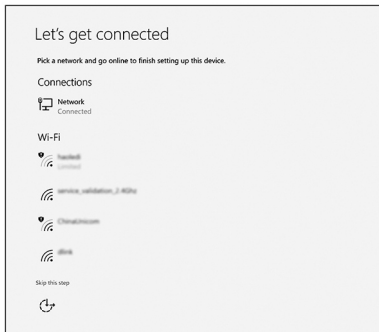 Let's get connected
Pick a network and go online to finish setting up this device.
Connections
Network
Connected
Wi-Fi
Limited
service_validation_2.4Ghz
ChinaUnicom
dlink
Skip this step